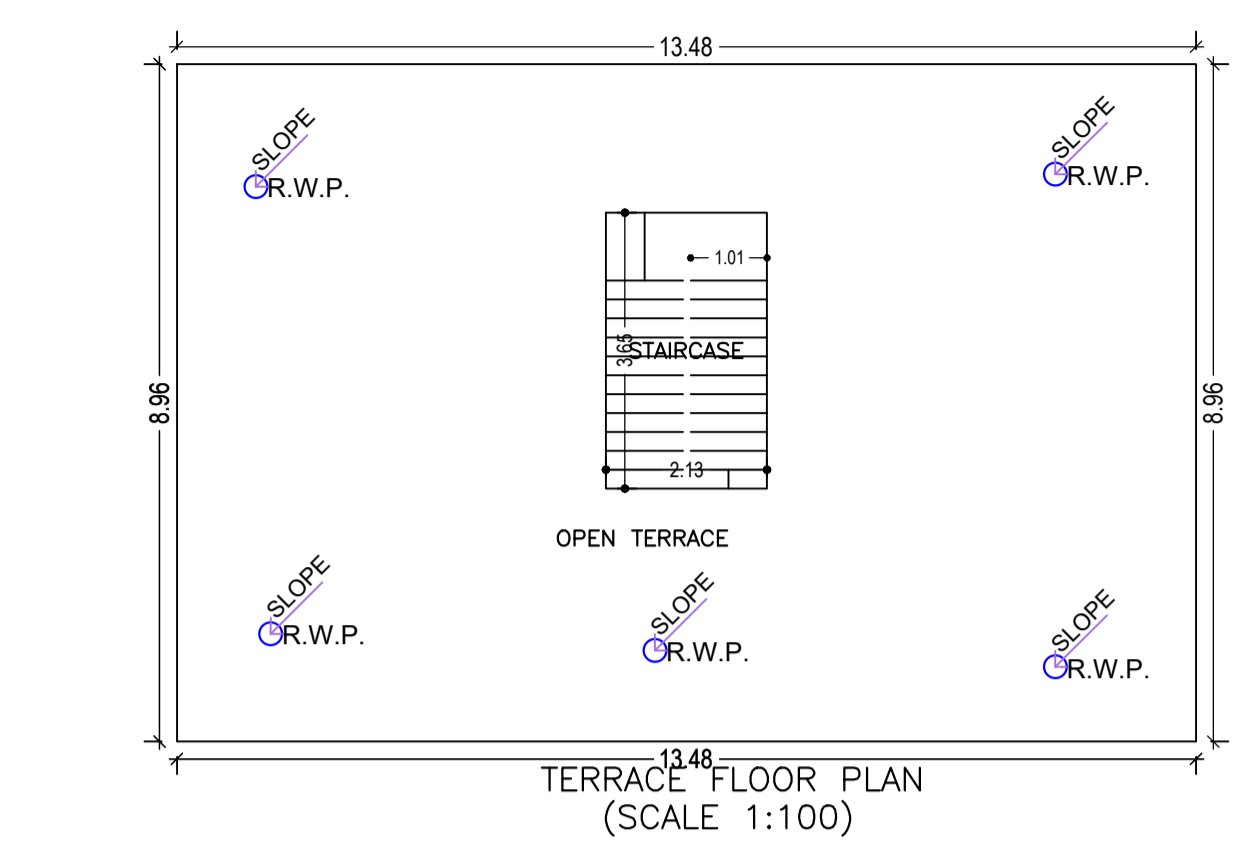 13.48
SLOPE
R.W.P.
SLOPE
R.W.P.
1.01
3.65
STAIRCASE
8.96
8.96
2.13
OPEN TERRACE
SLOPE
R.W.P.
SLOPE
R.W.P.
SLOPE
R.W.P.
13.48
TERRACE FLOOR PLAN
(SCALE 1:100)